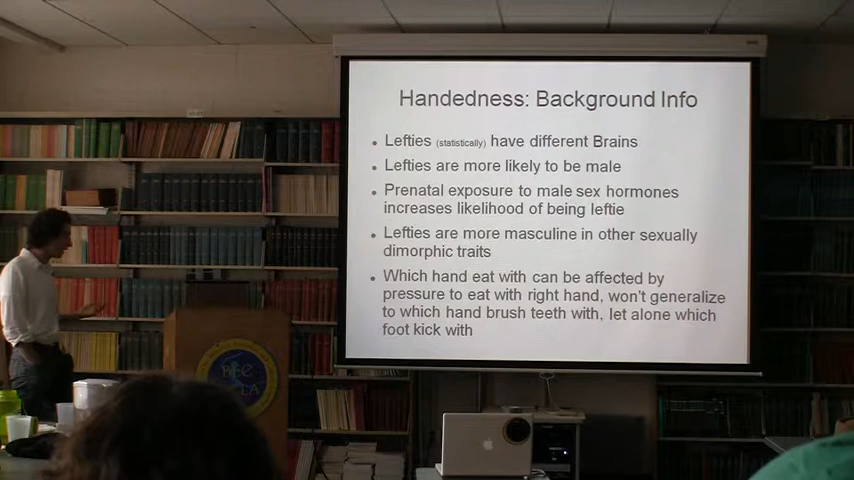 Handedness: Background Info
• Lefties (statistically) have different Brains
• Lefties are more likely to be male
• Prenatal exposure to male sex hormones
increases likelihood of being leftie
• Lefties are more masculine in other sexually
dimorphic traits
• Which hand eat with can be affected by
pressure to eat with right hand, won't generalize
to which hand brush teeth with, let alone which
foot kick with
BEC
LA